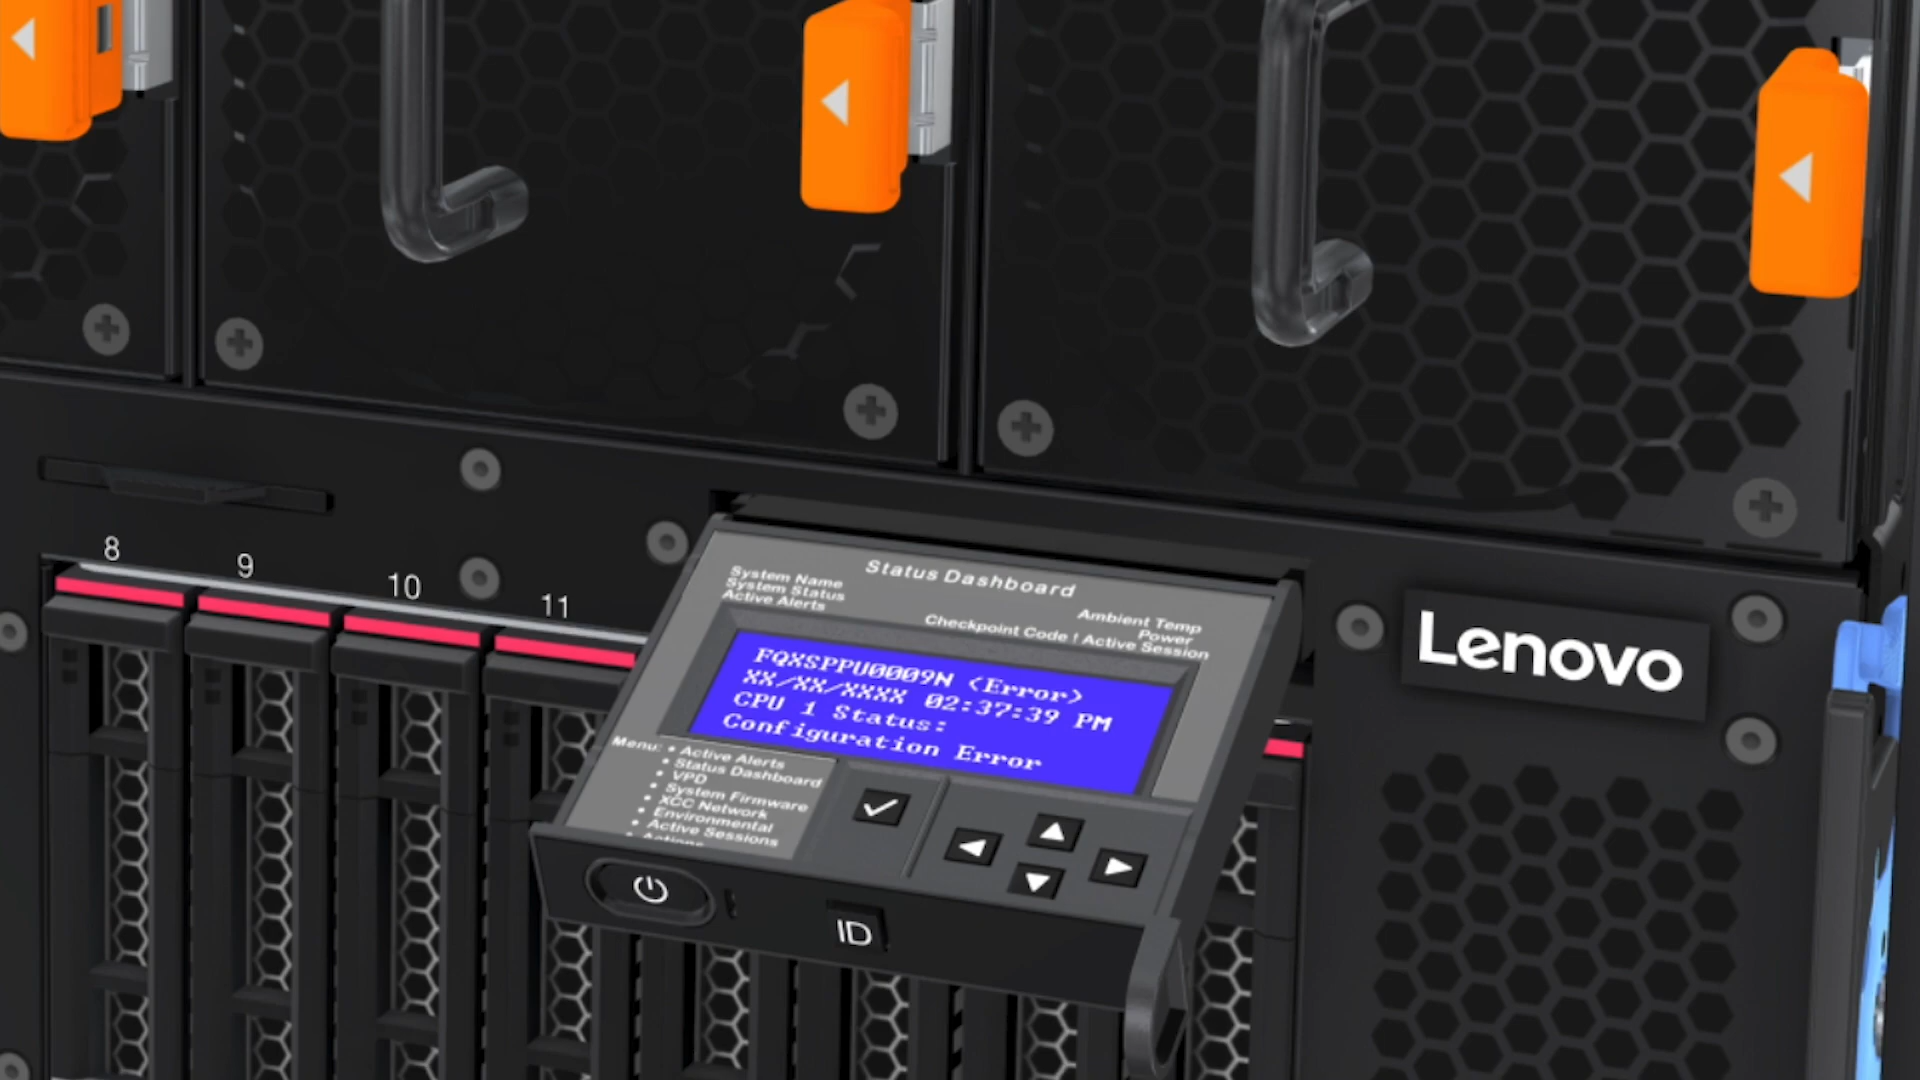 8
9
10
11
Status Dashboard
System Name
System Status
Active Alerts
Ambient Temp
Power
Checkpoint Code ! Active Session
Lenovo
FQXSPPU0009N (Error)
XX/XX/XXXX 02:37:39 PM
CPU 1 Status:
Configuration Error
Menu: • Active Alerts
• Status Dashboard
• VPD
• System Firmware
• XCC Network
• Environmental
• Active Sessions
• Actions
ID